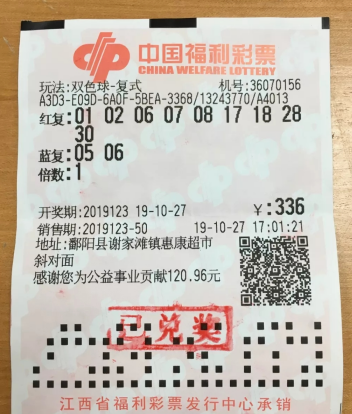 中国福利彩票
CHINA WELFARE LOTTERY
玩法:双色球-复式 机号:36070156
A3D3-E09D-6A0F-5BEA-3368/13243770/A4013
红复:01 02 06 07 08 17 18 28
30
蓝复:05 06
倍数:1
开奖期:2019123 19-10-27 ¥:336
销售期:2019123-50 19-10-27 17:01:21
地址:鄱阳县谢家滩镇惠康超市
斜对面
感谢您为公益事业贡献120.96元
已兑奖
江西省福利彩票发行中心承销